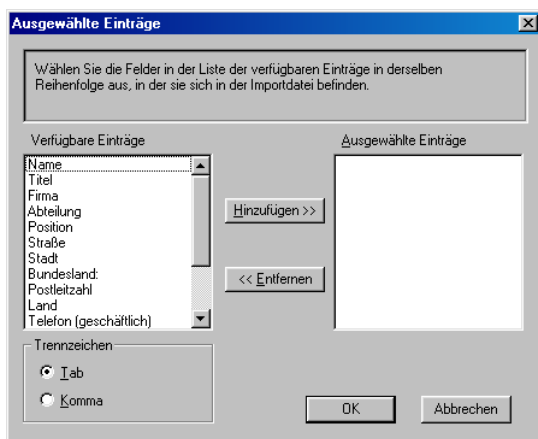 Ausgewählte Einträge
Wählen Sie die Felder in der Liste der verfügbaren Einträge in derselben
Reihenfolge aus, in der sie sich in der Importdatei befinden.
Verfügbare Einträge
Name
Titel
Firma
Abteilung
Position
Straße
Stadt
Bundesland:
Postleitzahl
Land
Telefon (geschäftlich)
Hinzufügen >>
<< Entfernen
Ausgewählte Einträge
Trennzeichen
Tab
Komma
OK
Abbrechen